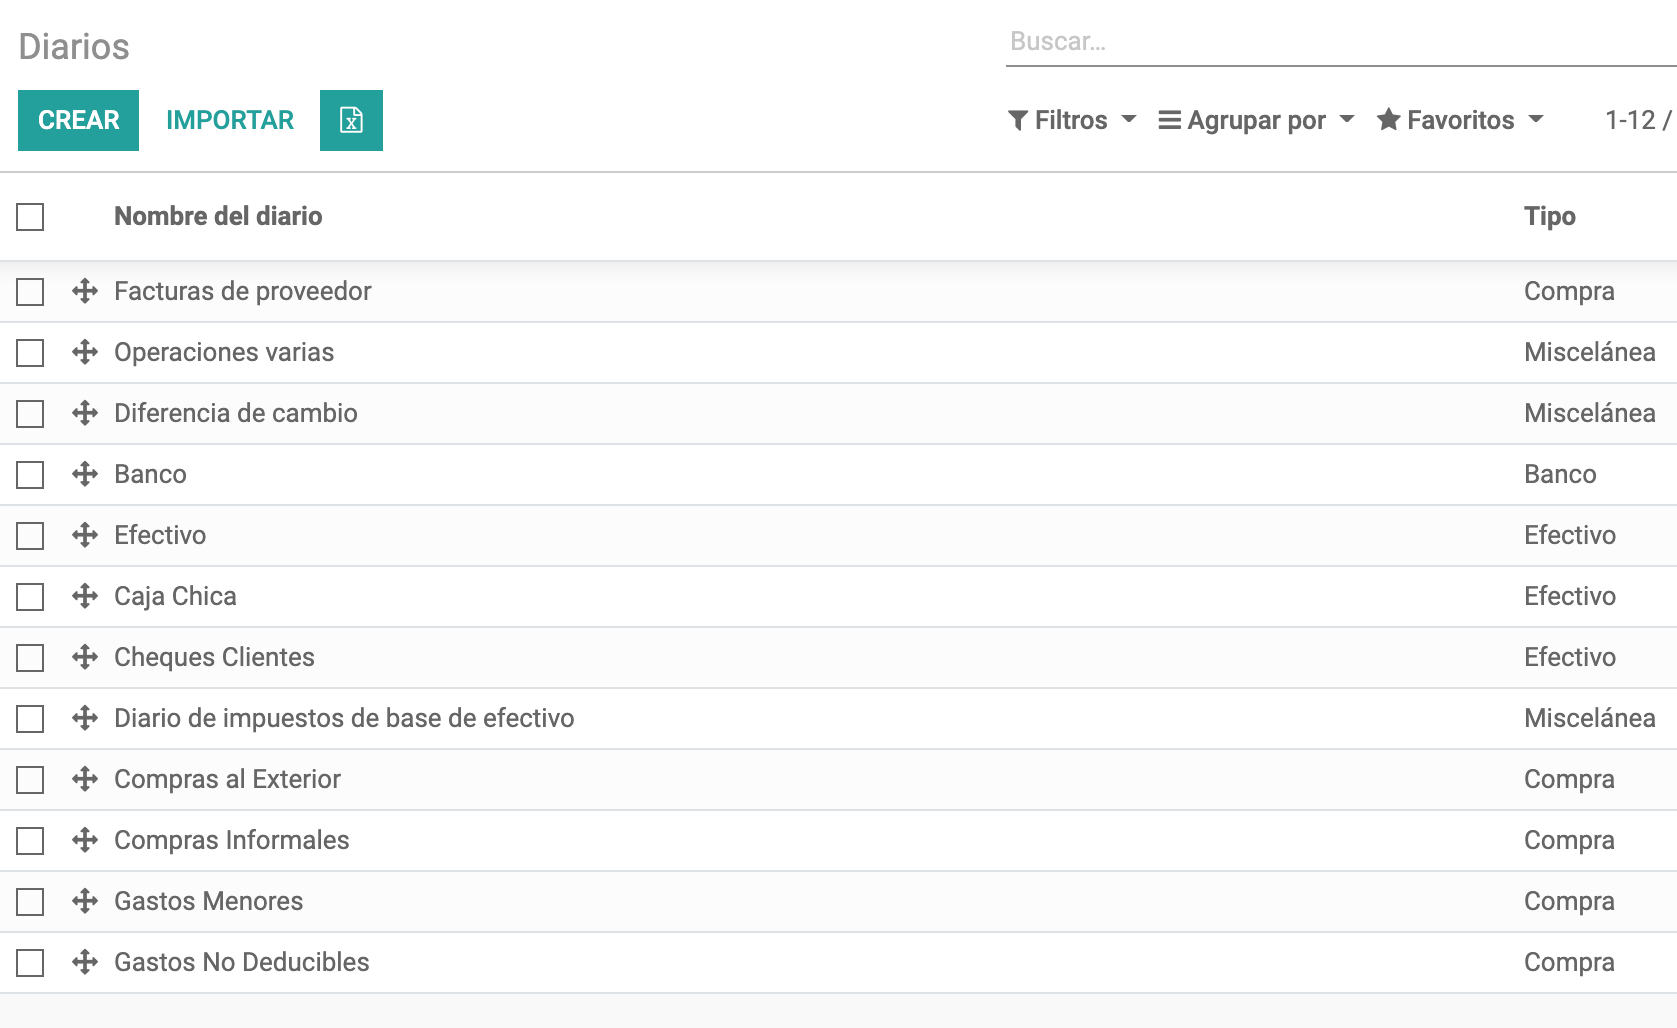 Diarios
Buscar...
CREAR IMPORTAR Filtros Agrupar por Favoritos 1-12 /
Nombre del diario Tipo
Facturas de proveedor Compra
Operaciones varias Miscelánea
Diferencia de cambio Miscelánea
Banco Banco
Efectivo Efectivo
Caja Chica Efectivo
Cheques Clientes Efectivo
Diario de impuestos de base de efectivo Miscelánea
Compras al Exterior Compra
Compras Informales Compra
Gastos Menores Compra
Gastos No Deducibles Compra